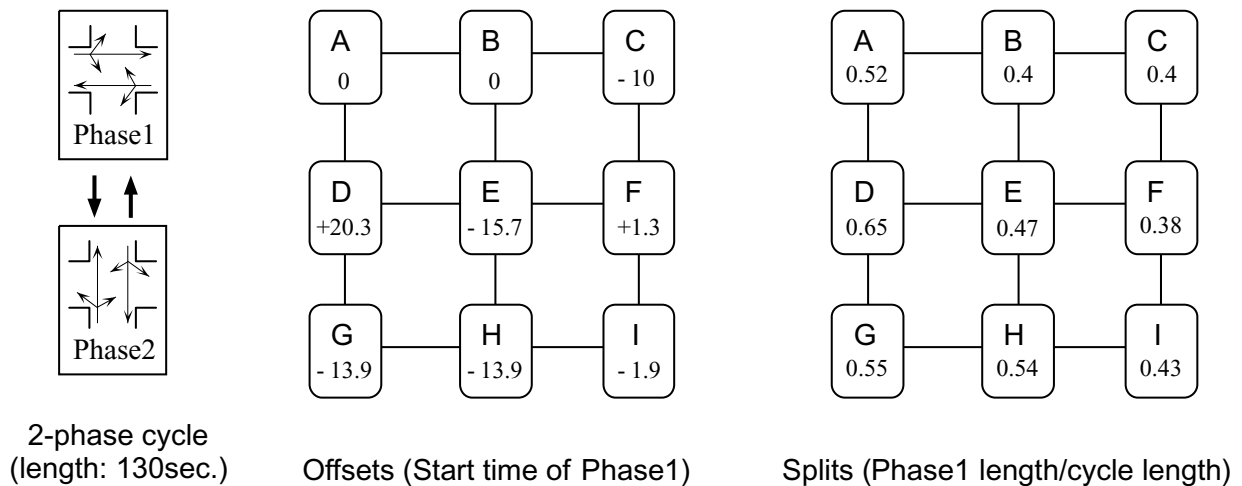 Phase1
Phase2
2-phase cycle
(length: 130sec.)
A B C
0 0 - 10
D E F
+20.3 - 15.7 +1.3
G H I
- 13.9 - 13.9 - 1.9
Offsets (Start time of Phase1)
A B C
0.52 0.4 0.4
D E F
0.65 0.47 0.38
G H I
0.55 0.54 0.43
Splits (Phase1 length/cycle length)